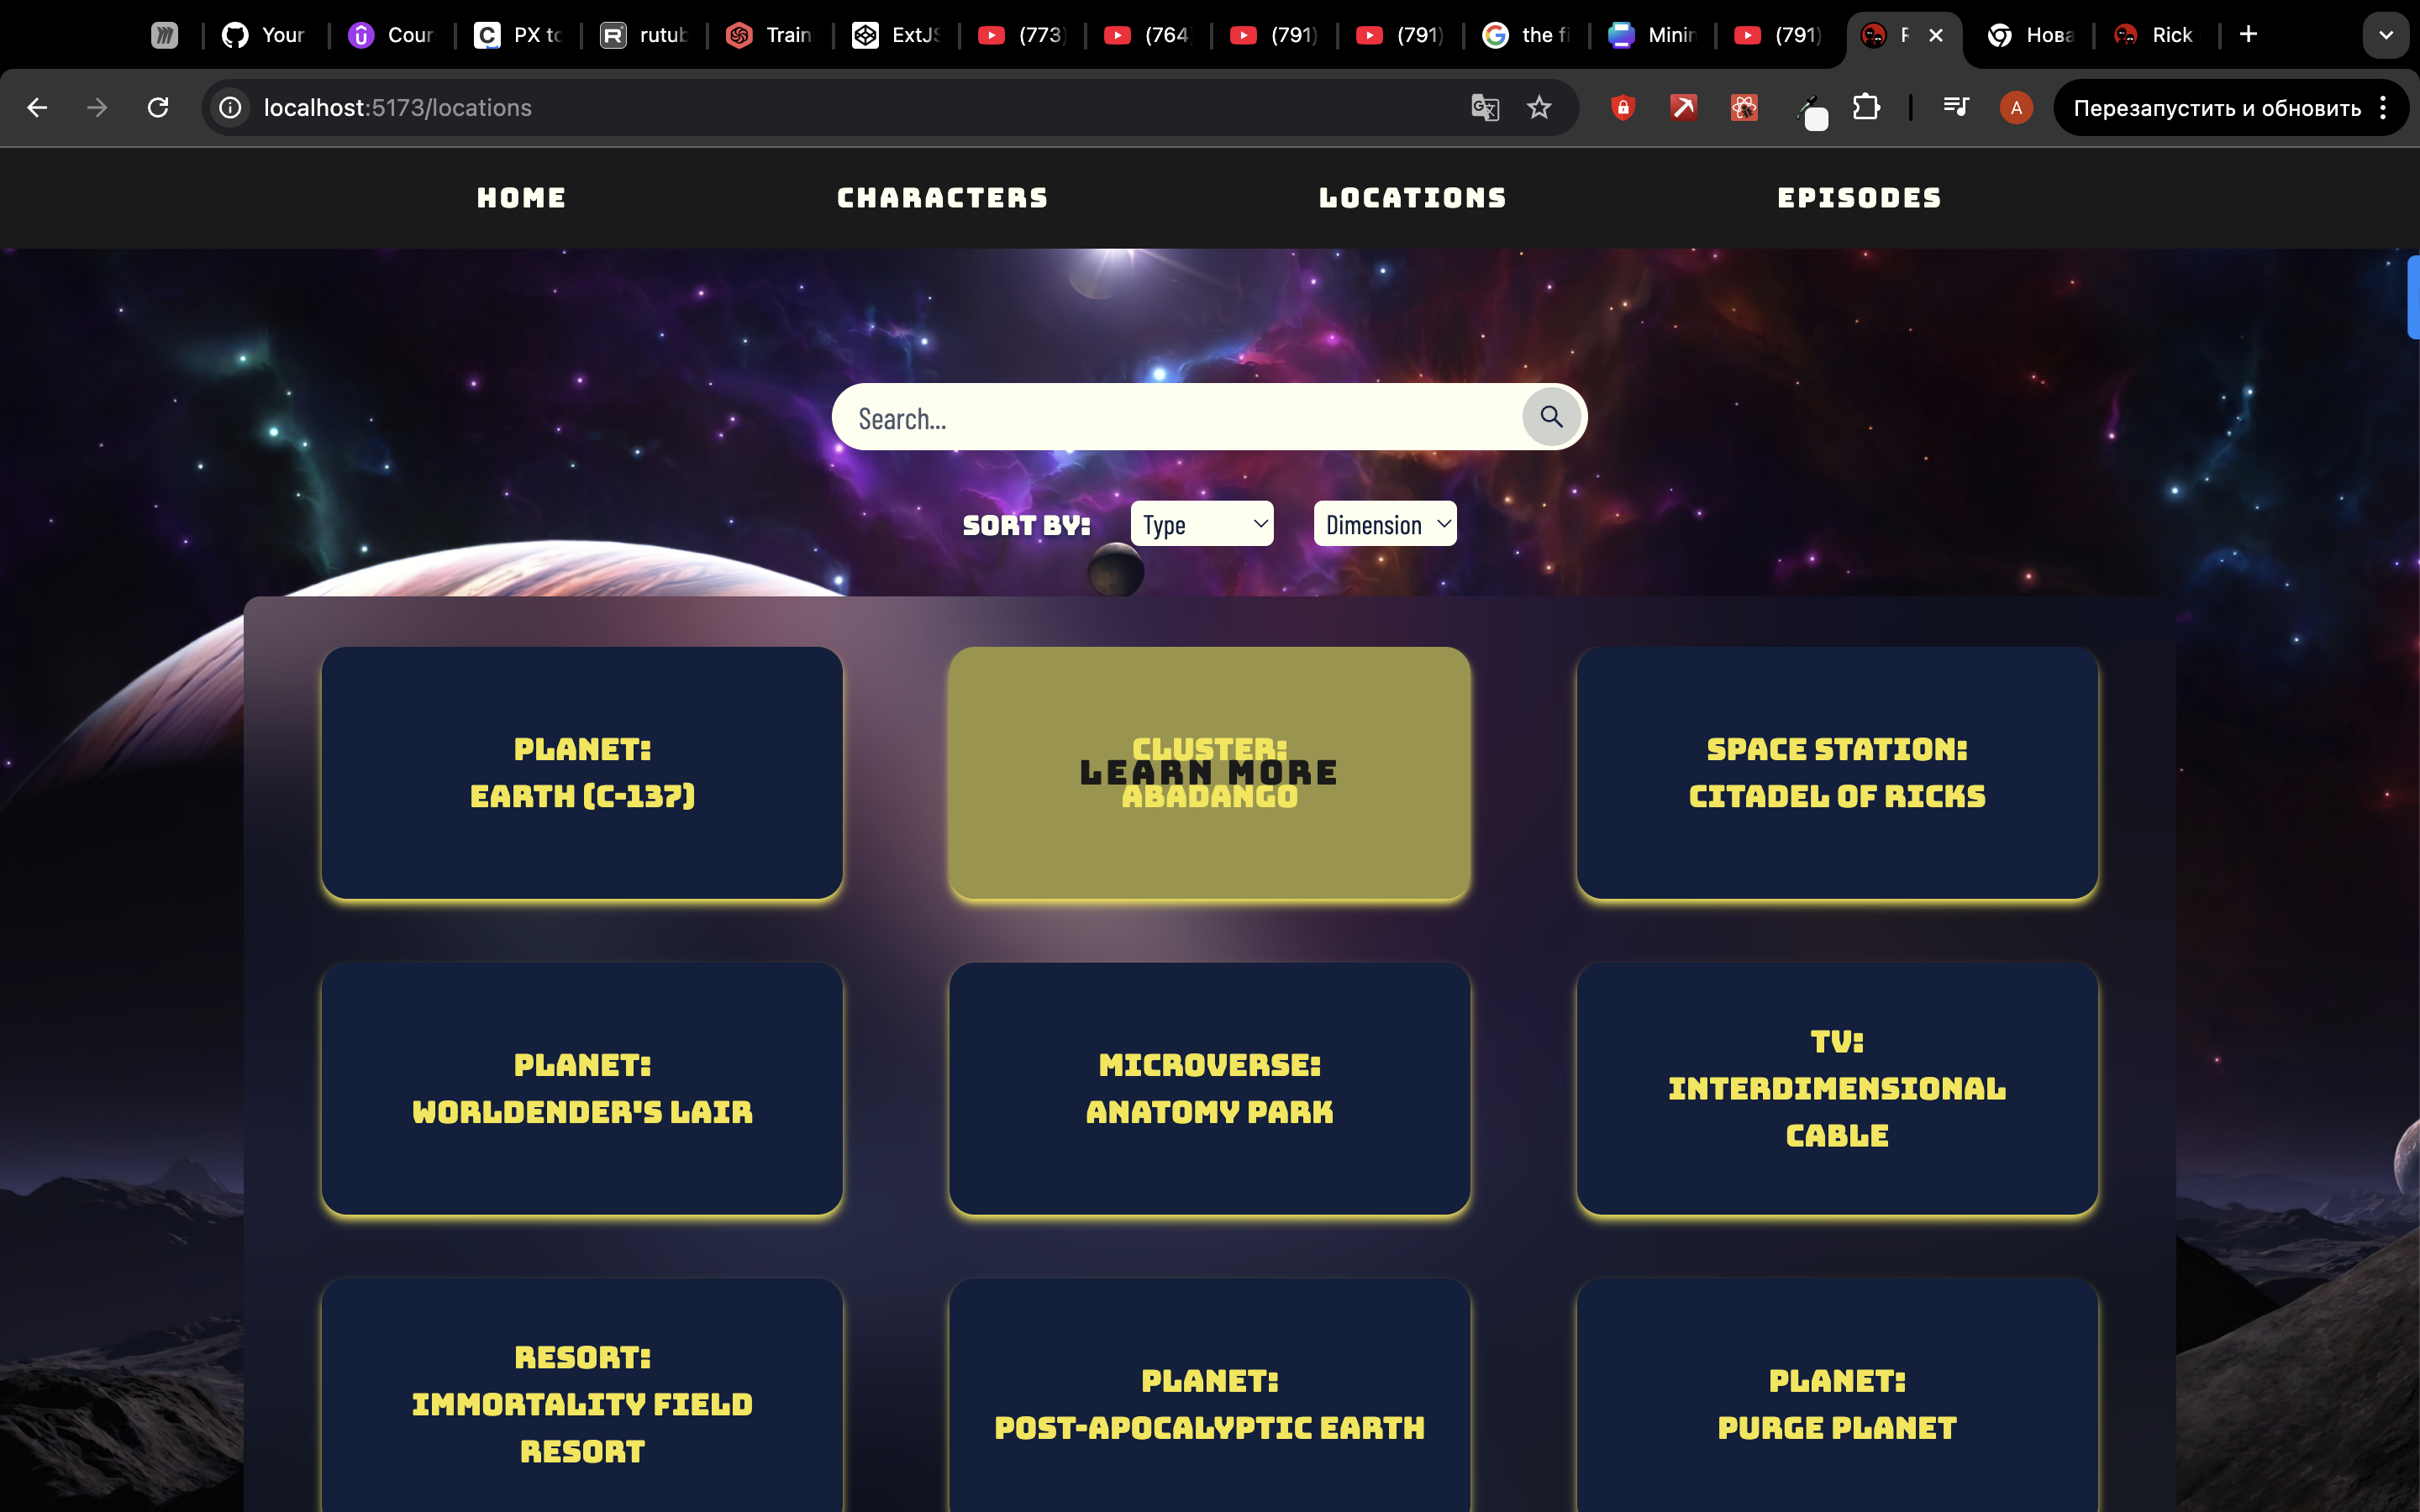 Your
Cour
PX to
rutub
Train
ExtJS
(773)
(764
(791)
(791)
the fi
Minin
(791)
Нова
Rick
localhost:5173/locations
A
Перезапустить и обновить
HOME CHARACTERS LOCATIONS EPISODES
Search...
SORT BY: Type Dimension
PLANET:
EARTH (C-137)
CLUSTER:
LEARN MORE
ABADANGO
SPACE STATION:
CITADEL OF RICKS
PLANET:
WORLDENDER'S LAIR
MICROVERSE:
ANATOMY PARK
TV:
INTERDIMENSIONAL
CABLE
RESORT:
IMMORTALITY FIELD
RESORT
PLANET:
POST-APOCALYPTIC EARTH
PLANET:
PURGE PLANET